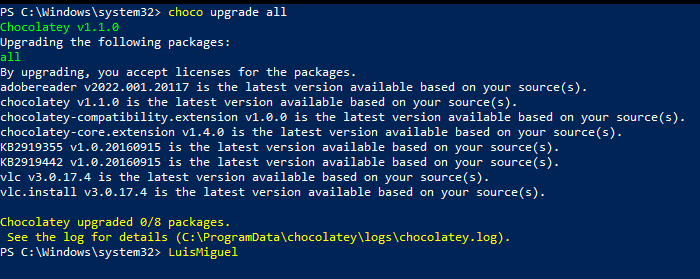 PS C:\Windows\system32> choco upgrade all
Chocolatey v1.1.0
Upgrading the following packages:
all
By upgrading, you accept licenses for the packages.
adobereader v2022.001.20117 is the latest version available based on your source(s).
chocolatey v1.1.0 is the latest version available based on your source(s).
chocolatey-compatibility.extension v1.0.0 is the latest version available based on your source(s).
chocolatey-core.extension v1.4.0 is the latest version available based on your source(s).
KB2919355 v1.0.20160915 is the latest version available based on your source(s).
KB2919442 v1.0.20160915 is the latest version available based on your source(s).
vlc v3.0.17.4 is the latest version available based on your source(s).
vlc.install v3.0.17.4 is the latest version available based on your source(s).

Chocolatey upgraded 0/8 packages.
 See the log for details (C:\ProgramData\chocolatey\logs\chocolatey.log).
PS C:\Windows\system32> LuisMiguel